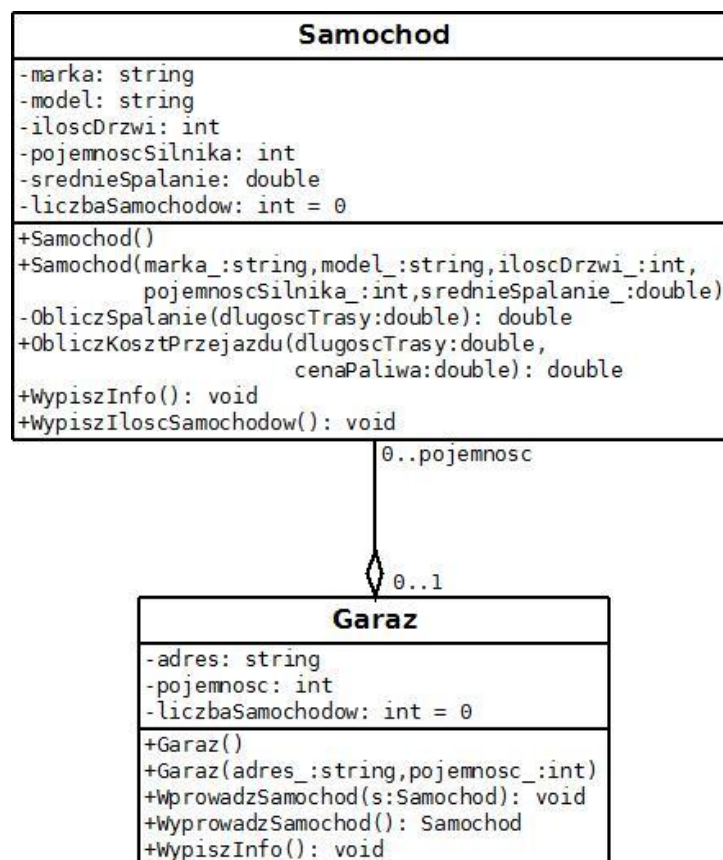 Samochod
-marka: string
-model: string
-iloscDrzwi: int
-pojemnoscSilnika: int
-srednieSpalanie: double
-liczbaSamochodow: int = 0
+Samochod()
+Samochod(marka_:string,model_:string,iloscDrzwi_:int,
pojemnoscSilnika_:int,srednieSpalanie_:double)
-ObliczSpalanie(dlugoscTrasy:double): double
+ObliczKosztPrzejazdu(dlugoscTrasy:double,
cenaPaliwa:double): double
+WypiszInfo(): void
+WypiszIloscSamochodow(): void
0..pojemnosc
0..1
Garaz
-adres: string
-pojemnosc: int
-liczbaSamochodow: int = 0
+Garaz()
+Garaz(adres_:string,pojemnosc_:int)
+WprowadzSamochod(s:Samochod): void
+WyprowadzSamochod(): Samochod
+WypiszInfo(): void